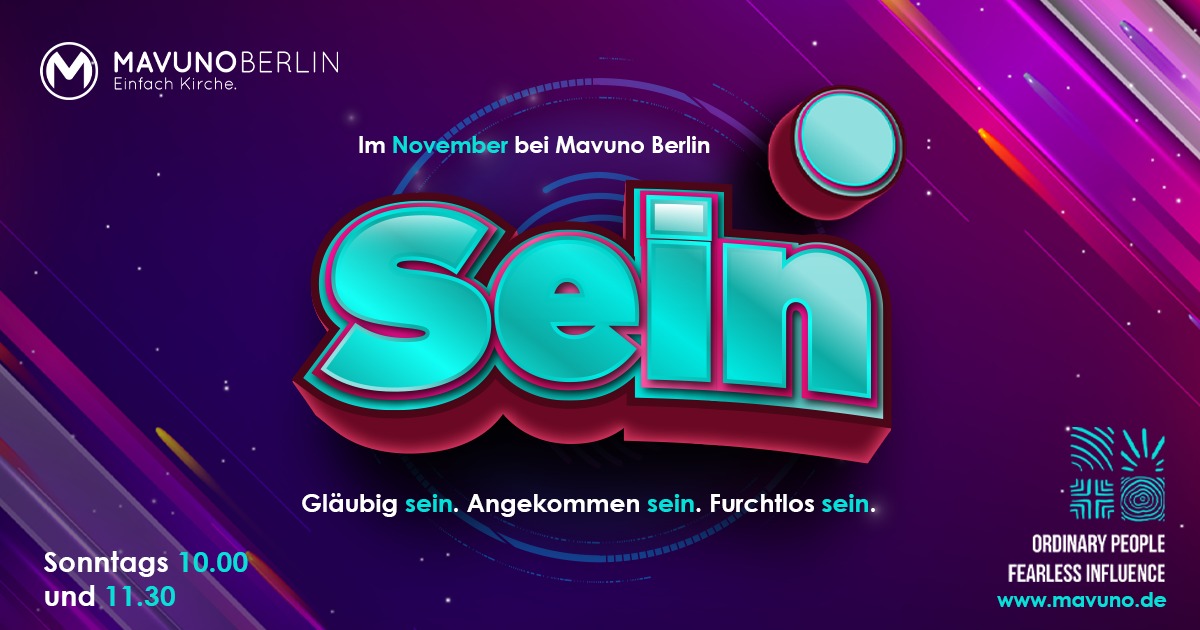 MAVUNOBERLIN
Einfach Kirche.
Im November bei Mavuno Berlin
sein
Gläubig sein. Angekommen sein. Furchtlos sein.
Sonntags 10.00
und 11.30
ORDINARY PEOPLE
FEARLESS INFLUENCE
www.mavuno.de